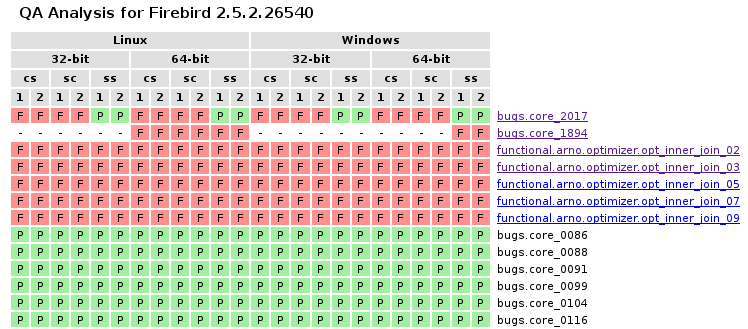 QA Analysis for Firebird 2.5.2.26540
Linux Windows
32-bit 64-bit 32-bit 64-bit
cs sc ss cs sc ss cs sc ss cs sc ss
1 2 1 2 1 2 1 2 1 2 1 2 1 2 1 2 1 2 1 2 1 2 1 2
F F F F P P F F F F P P F F F F P P F F F F P P bugs.core_2017
- - - - - - F F F F F F - - - - - - - - - - F F bugs.core_1894
F F F F F F F F F F F F F F F F F F F F F F F F functional.arno.optimizer.opt_inner_join_02
F F F F F F F F F F F F F F F F F F F F F F F F functional.arno.optimizer.opt_inner_join_03
F F F F F F F F F F F F F F F F F F F F F F F F functional.arno.optimizer.opt_inner_join_05
F F F F F F F F F F F F F F F F F F F F F F F F functional.arno.optimizer.opt_inner_join_07
F F F F F F F F F F F F F F F F F F F F F F F F functional.arno.optimizer.opt_inner_join_09
P P P P P P P P P P P P P P P P P P P P P P P P bugs.core_0086
P P P P P P P P P P P P P P P P P P P P P P P P bugs.core_0088
P P P P P P P P P P P P P P P P P P P P P P P P bugs.core_0091
P P P P P P P P P P P P P P P P P P P P P P P P bugs.core_0099
P P P P P P P P P P P P P P P P P P P P P P P P bugs.core_0104
P P P P P P P P P P P P P P P P P P P P P P P P bugs.core_0116